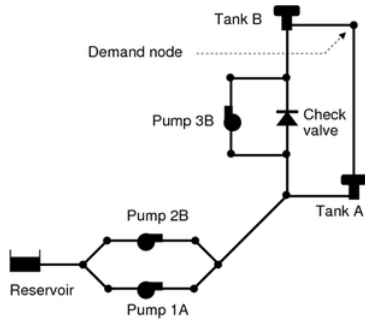 Tank B
Demand node
Pump 3B
Check
valve
Tank A
Pump 2B
Reservoir
Pump 1A